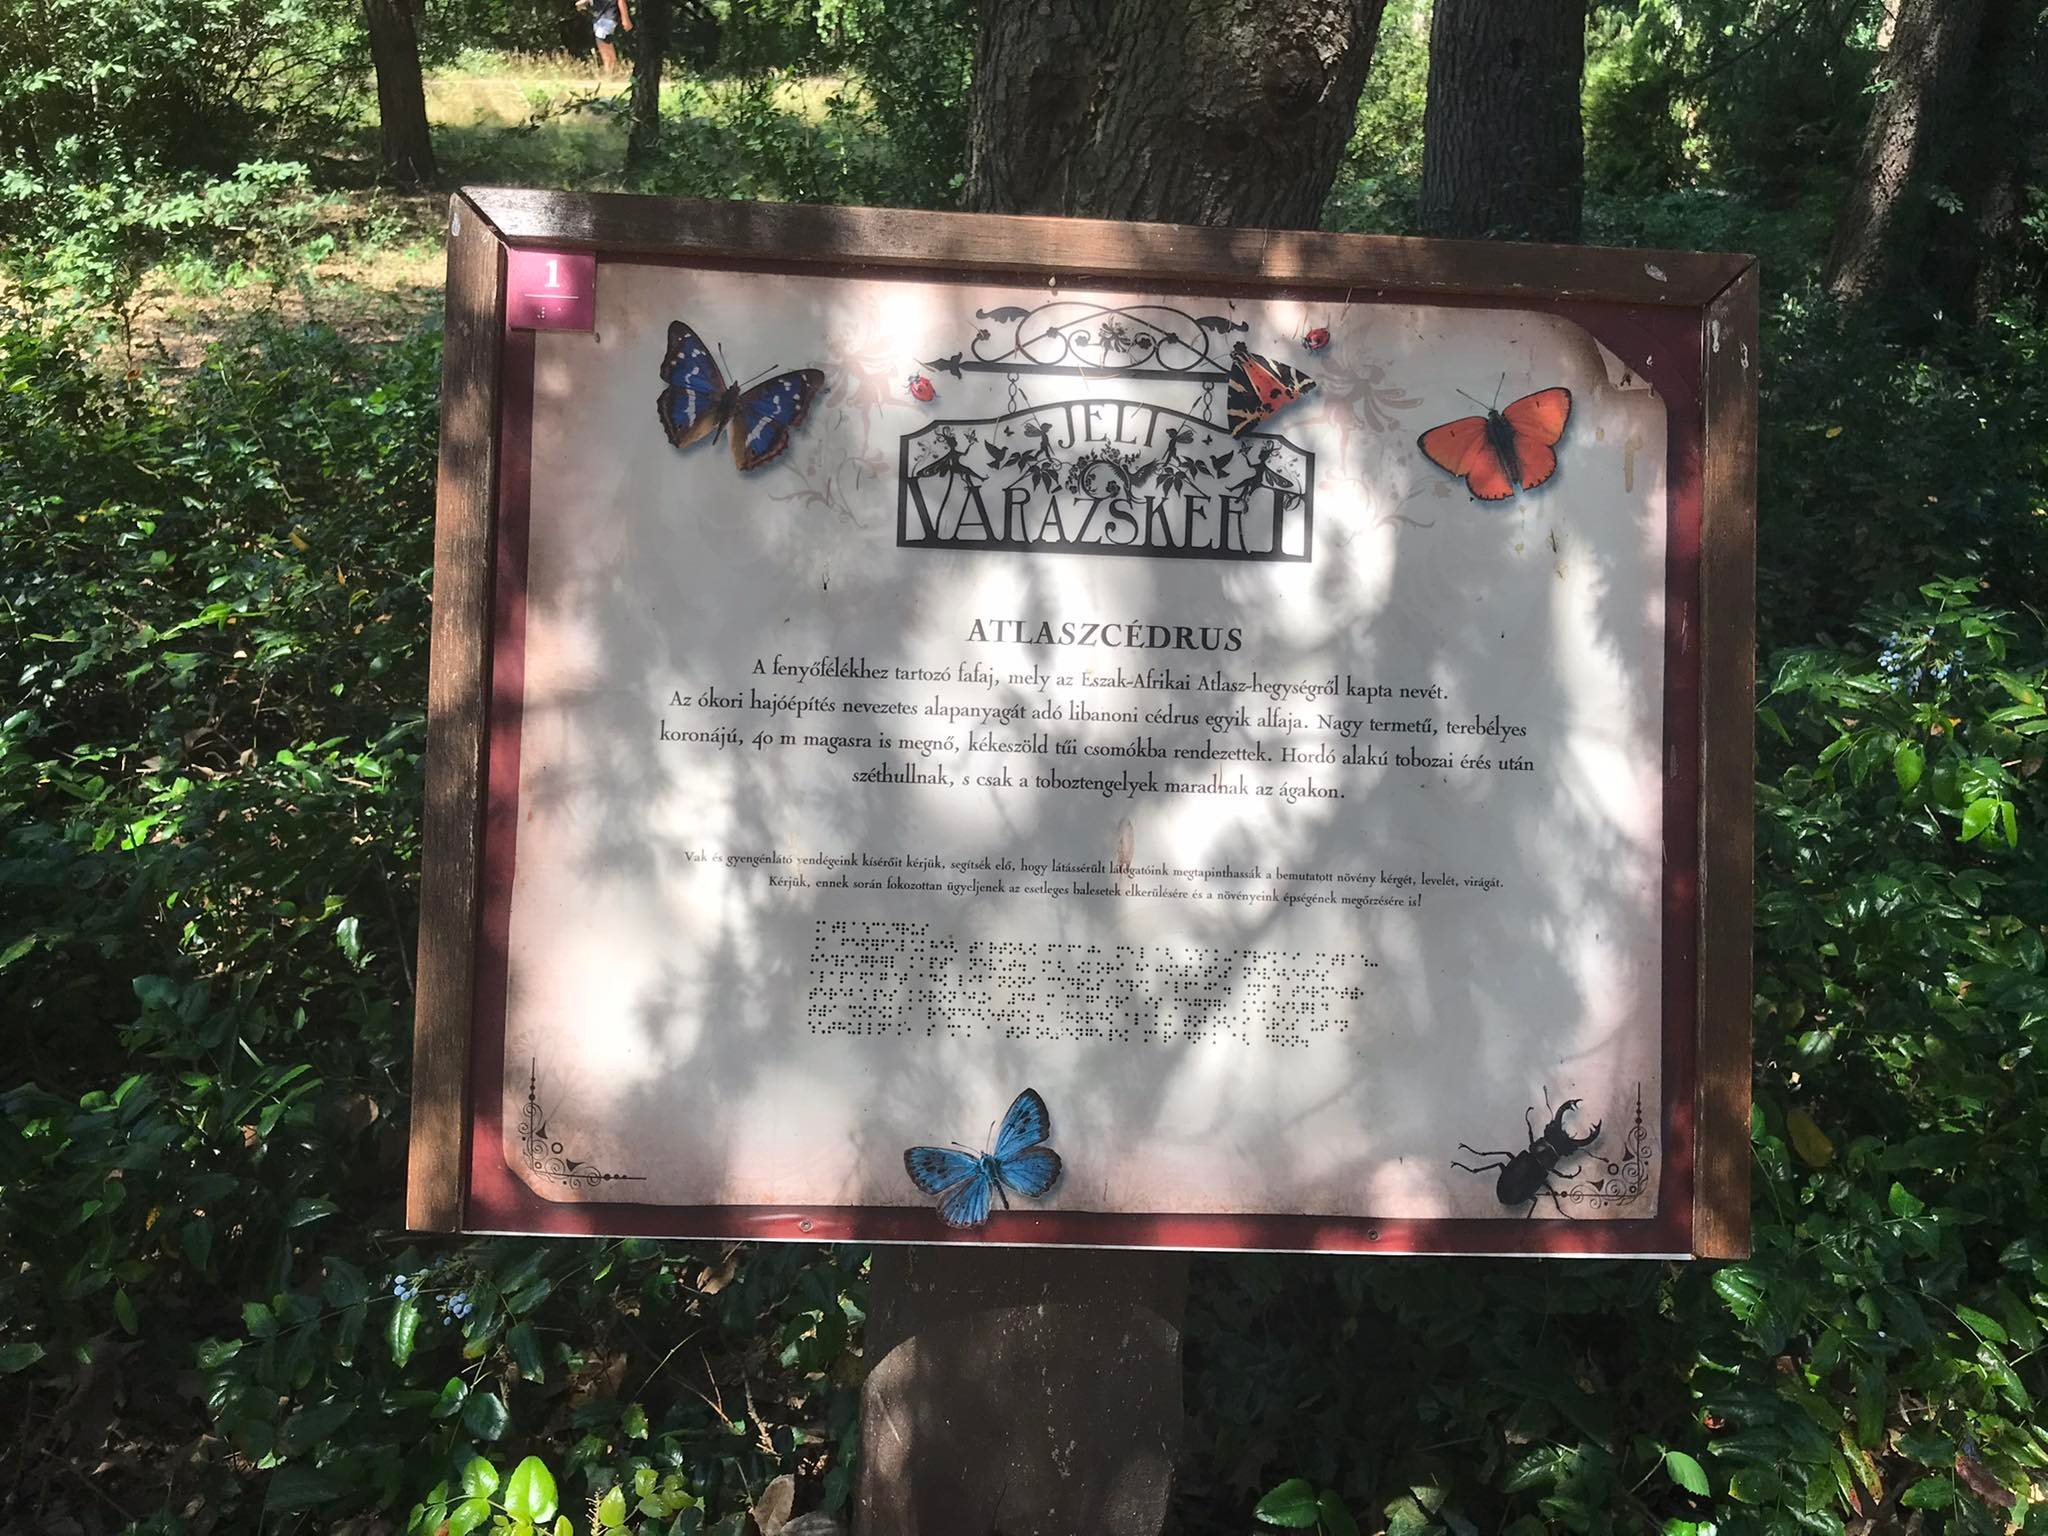 1
JELI
VARÁZSKERT
ATLASZCÉDRUS
A fenyőfélékhez tartozó fafaj, mely az Észak-Afrikai Atlasz-hegységről kapta nevét.
Az ókori hajóépítés nevezetes alapanyagát adó libanoni cédrus egyik alfaja. Nagy termetű, terebélyes
koronájú, 40 m magasra is megnő, kékeszöld tűi csomókba rendezettek. Hordó alakú tobozai érés után
széthullnak, s csak a toboztengelyek maradnak az ágakon.
Vak és gyengénlátó vendégeink kísérőit kérjük, segítsék elő, hogy látássérült látogatóink megtapinthassák a bemutatott növény kérgét, levelét, virágát.
Kérjük, ennek során fokozottan ügyeljenek az esetleges balesetek elkerülésére és a növényeink épségének megőrzésére is!